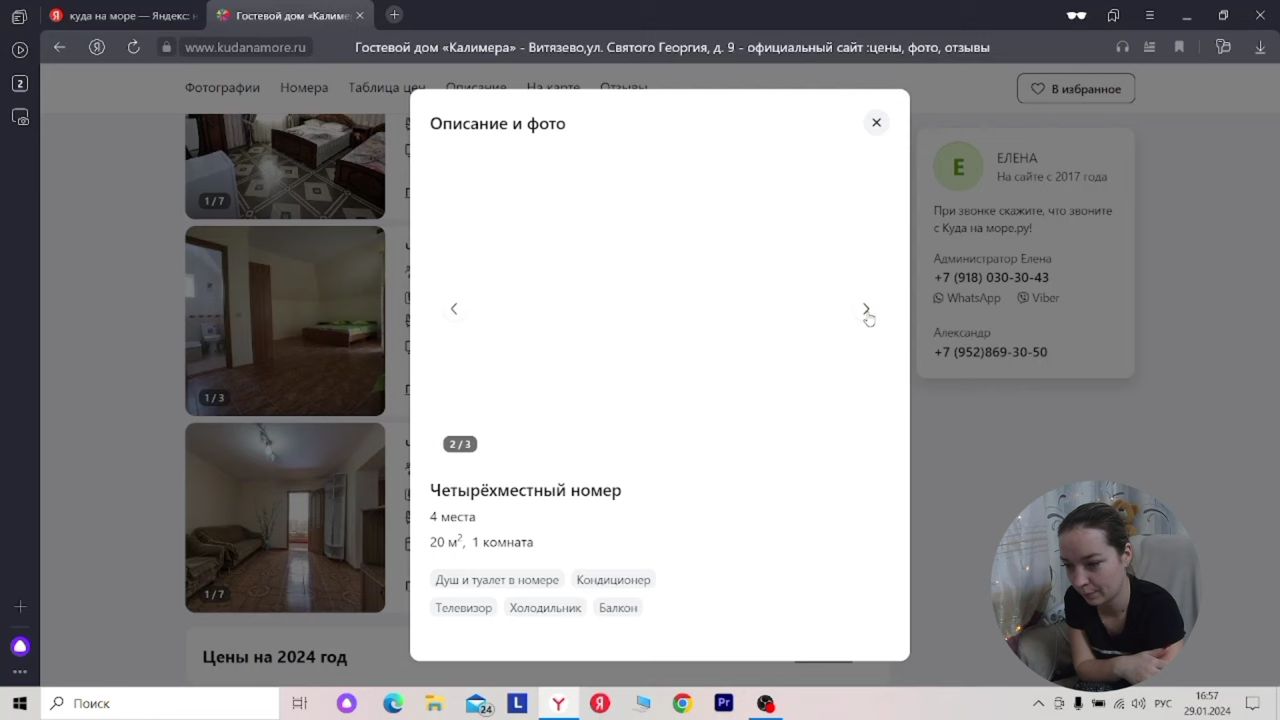 куда на море — Яндекс: н
Гостевой дом «Калиме
www.kudanamore.ru
Гостевой дом «Калимера» - Витязево,ул. Святого Георгия, д. 9 - официальный сайт :цены, фото, отзывы
2
Фотографии
Номера
Таблица цен
Описание
На карте
Отзывы
В избранное
Описание и фото
1 / 7
1 / 3
1 / 7
2 / 3
Четырёхместный номер
4 места
20 м², 1 комната
Душ и туалет в номере
Кондиционер
Телевизор
Холодильник
Балкон
Е
ЕЛЕНА
На сайте с 2017 года
При звонке скажите, что звоните
с Куда на море.ру!
Администратор Елена
+7 (918) 030-30-43
WhatsApp
Viber
Александр
+7 (952)869-30-50
Цены на 2024 год
Поиск
24
L
Y
Я
Pr
РУС
16:57
29.01.2024